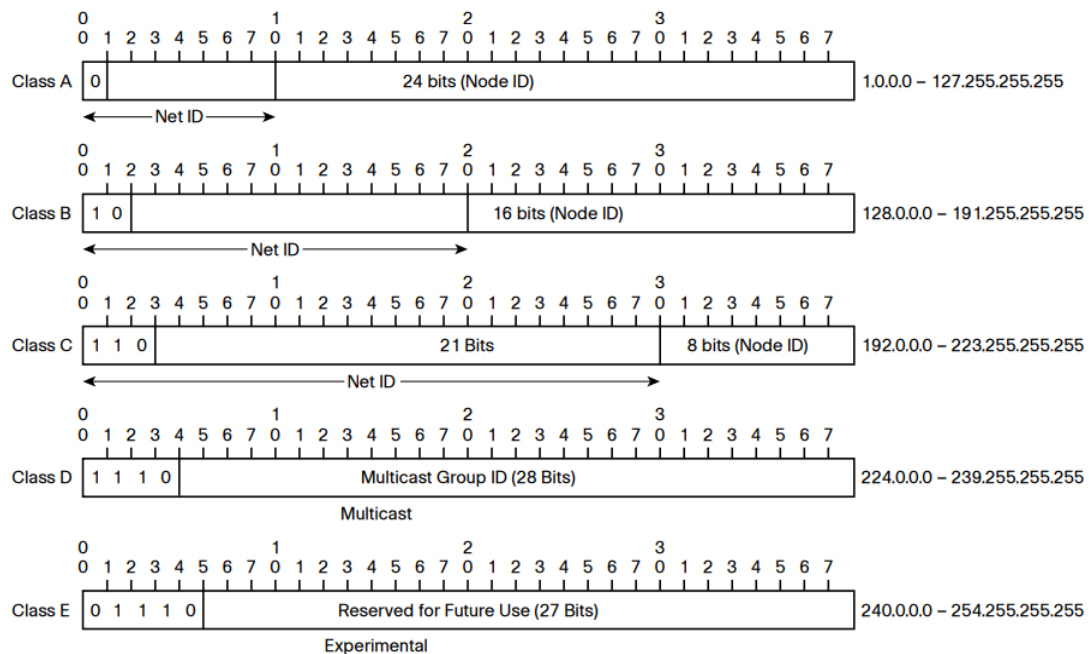 0 1 2 3
0 1 2 3 4 5 6 7 0 1 2 3 4 5 6 7 0 1 2 3 4 5 6 7 0 1 2 3 4 5 6 7
Class A 0 24 bits (Node ID) 1.0.0.0 – 127.255.255.255
Net ID
0 1 2 3
0 1 2 3 4 5 6 7 0 1 2 3 4 5 6 7 0 1 2 3 4 5 6 7 0 1 2 3 4 5 6 7
Class B 1 0 16 bits (Node ID) 128.0.0.0 – 191.255.255.255
Net ID
0 1 2 3
0 1 2 3 4 5 6 7 0 1 2 3 4 5 6 7 0 1 2 3 4 5 6 7 0 1 2 3 4 5 6 7
Class C 1 1 0 21 Bits 8 bits (Node ID) 192.0.0.0 – 223.255.255.255
Net ID
0 1 2 3
0 1 2 3 4 5 6 7 0 1 2 3 4 5 6 7 0 1 2 3 4 5 6 7 0 1 2 3 4 5 6 7
Class D 1 1 1 0 Multicast Group ID (28 Bits) 224.0.0.0 – 239.255.255.255
Multicast
0 1 2 3
0 1 2 3 4 5 6 7 0 1 2 3 4 5 6 7 0 1 2 3 4 5 6 7 0 1 2 3 4 5 6 7
Class E 0 1 1 1 0 Reserved for Future Use (27 Bits) 240.0.0.0 – 254.255.255.255
Experimental